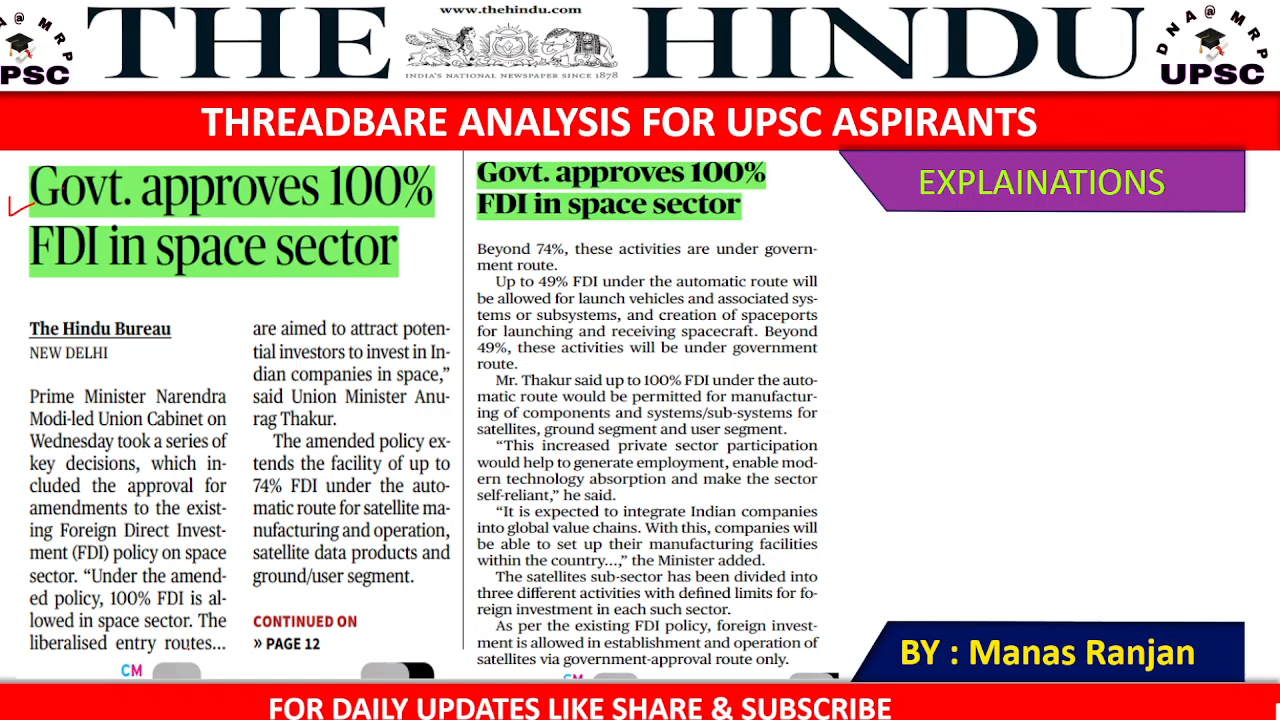 www.thehindu.com
THE HINDU
INDIA'S NATIONAL NEWSPAPER SINCE 1878
DNA@MRP
PSC
DNA@MRP
UPSC
THREADBARE ANALYSIS FOR UPSC ASPIRANTS
Govt. approves 100%
FDI in space sector
The Hindu Bureau
NEW DELHI
Prime Minister Narendra
Modi-led Union Cabinet on
Wednesday took a series of
key decisions, which in-
cluded the approval for
amendments to the exist-
ing Foreign Direct Invest-
ment (FDI) policy on space
sector. “Under the amend-
ed policy, 100% FDI is al-
lowed in space sector. The
liberalised entry routes...
are aimed to attract poten-
tial investors to invest in In-
dian companies in space,”
said Union Minister Anu-
rag Thakur.
The amended policy ex-
tends the facility of up to
74% FDI under the auto-
matic route for satellite ma-
nufacturing and operation,
satellite data products and
ground/user segment.
CONTINUED ON
» PAGE 12
CM
Govt. approves 100%
FDI in space sector
Beyond 74%, these activities are under govern-
ment route.
Up to 49% FDI under the automatic route will
be allowed for launch vehicles and associated sys-
tems or subsystems, and creation of spaceports
for launching and receiving spacecraft. Beyond
49%, these activities will be under government
route.
Mr. Thakur said up to 100% FDI under the auto-
matic route would be permitted for manufactur-
ing of components and systems/sub-systems for
satellites, ground segment and user segment.
“This increased private sector participation
would help to generate employment, enable mod-
ern technology absorption and make the sector
self-reliant,” he said.
“It is expected to integrate Indian companies
into global value chains. With this, companies will
be able to set up their manufacturing facilities
within the country...,” the Minister added.
The satellites sub-sector has been divided into
three different activities with defined limits for fo-
reign investment in each such sector.
As per the existing FDI policy, foreign invest-
ment is allowed in establishment and operation of
satellites via government-approval route only.
EXPLAINATIONS
BY : Manas Ranjan
FOR DAILY UPDATES LIKE SHARE & SUBSCRIBE